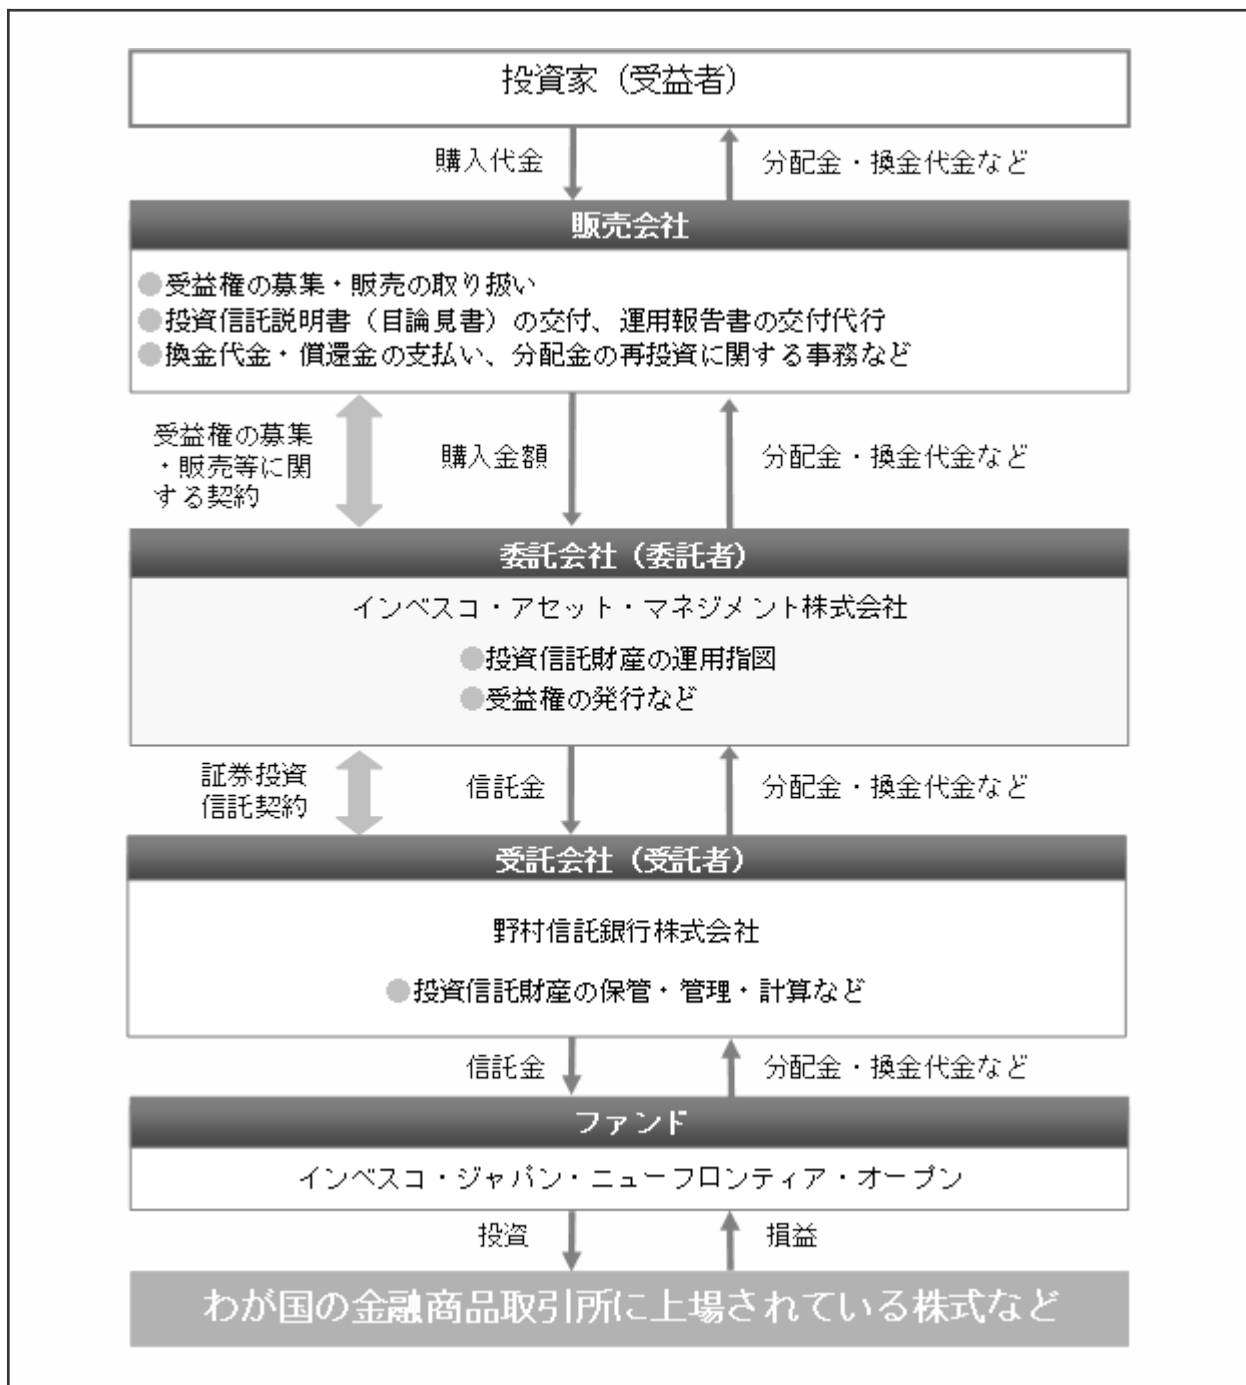 投資家（受益者）
購入代金
分配金・換金代金など
販売会社
●受益権の募集・販売の取り扱い
●投資信託説明書（目論見書）の交付、運用報告書の交付代行
●換金代金・償還金の支払い、分配金の再投資に関する事務など
受益権の募集
・販売等に関
する契約
購入金額
分配金・換金代金など
委託会社（委託者）
インベスコ・アセット・マネジメント株式会社
●投資信託財産の運用指図
●受益権の発行など
証券投資
信託契約
信託金
分配金・換金代金など
受託会社（受託者）
野村信託銀行株式会社
●投資信託財産の保管・管理・計算など
信託金
分配金・換金代金など
ファンド
インベスコ・ジャパン・ニューフロンティア・オープン
投資
損益
わが国の金融商品取引所に上場されている株式など